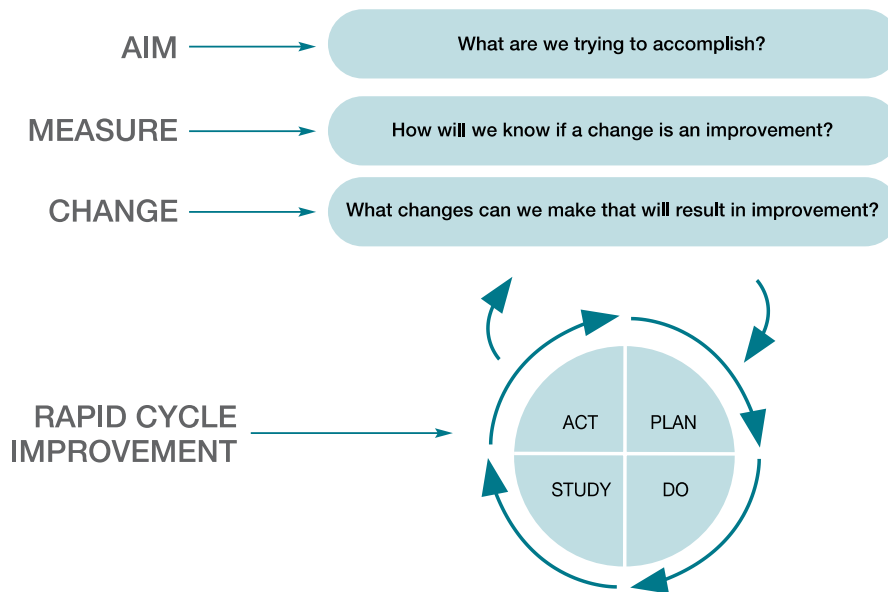 AIM
What are we trying to accomplish?
MEASURE
How will we know if a change is an improvement?
CHANGE
What changes can we make that will result in improvement?
RAPID CYCLE
IMPROVEMENT
ACT
PLAN
STUDY
DO